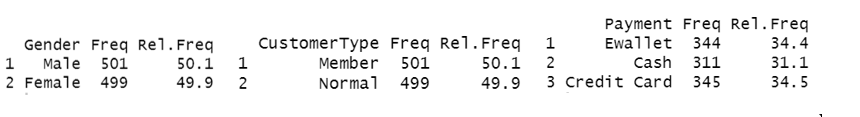 Gender Freq Rel.Freq
1 Male 501 50.1
2 Female 499 49.9
CustomerType Freq Rel.Freq
1 Member 501 50.1
2 Normal 499 49.9
Payment Freq Rel.Freq
1 Ewallet 344 34.4
2 Cash 311 31.1
3 Credit Card 345 34.5